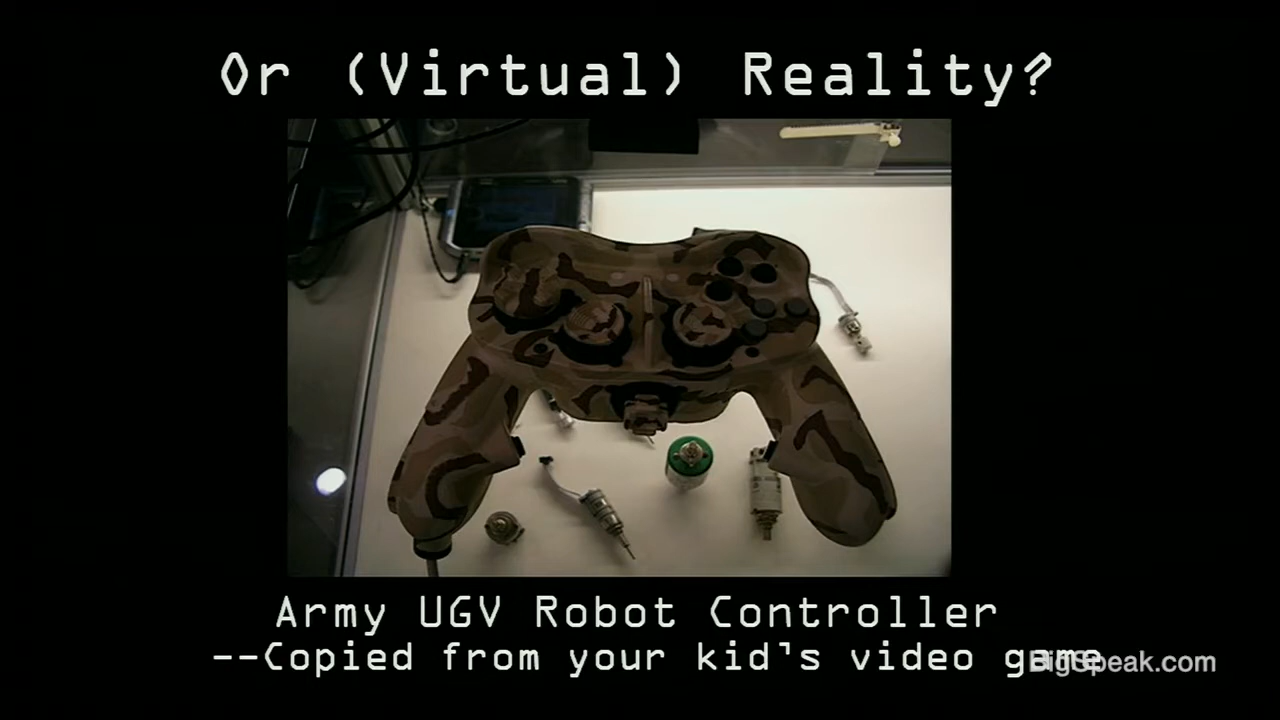 Or (Virtual) Reality?
Army UGV Robot Controller
--Copied from your kid's video game
BigSpeak.com